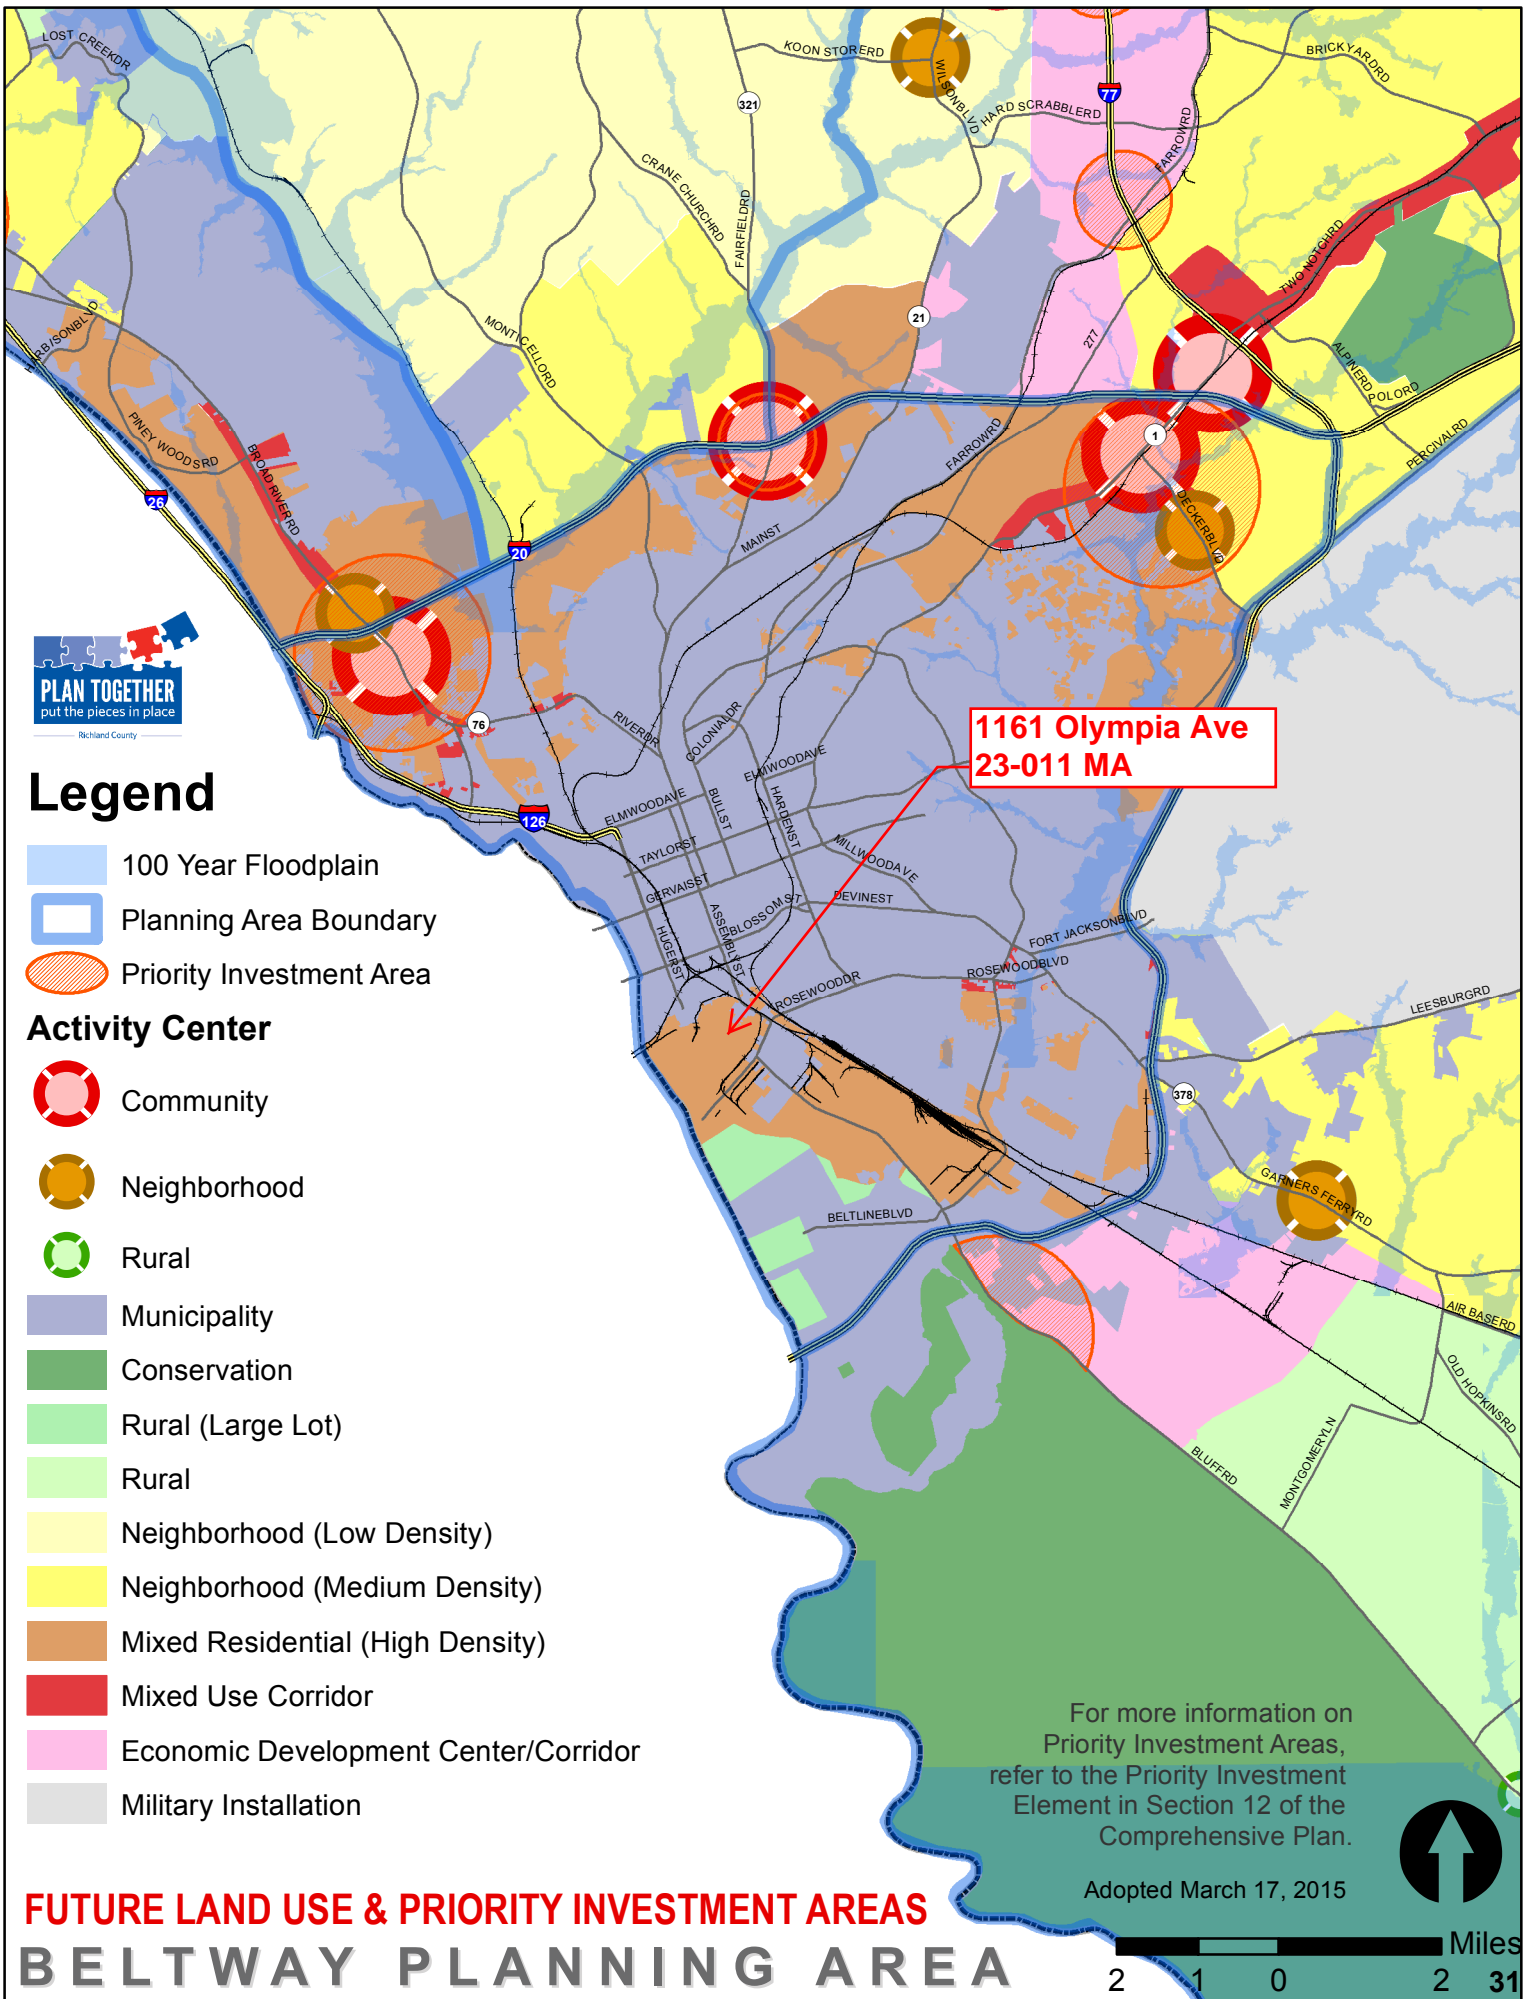 LOST CREEKDR
KOON STORERD
WILSONBLVD
BRICKYARDRD
321
77
HARD SCRABBLERD
FARROWRD
CRANE CHURCHRD
FAIRFIELDRD
TWO NOTCHRD
HARBISONBLVD
MONTICELLORD
21
277
ALPINERD
POLORD
PINEY WOODSRD
BROAD RIVERRD
FARROWRD
1
PERCIVALRD
26
DECKERBLVD
20
MAINST
PLAN TOGETHER
put the pieces in place
Richland County
76
RIVERDR
COLONIALDR
1161 Olympia Ave
23-011 MA
ELMWOODAVE
ELMWOODAVE
BULLST
HARDENST
126
TAYLORST
MILLWOODAVE
GERVAISST
DEVINEST
BLOSSOMST
ASSEMBLYST
HUGERST
FORT JACKSONBLVD
ROSEWOODBLVD
ROSEWOODDR
LEESBURGRD
378
GARNERS FERRYRD
BELTLINEBLVD
AIR BASERD
OLD HOPKINSRD
BLUFFRD
MONTGOMERYLN
Legend
100 Year Floodplain
Planning Area Boundary
Priority Investment Area
Activity Center
Community
Neighborhood
Rural
Municipality
Conservation
Rural (Large Lot)
Rural
Neighborhood (Low Density)
Neighborhood (Medium Density)
Mixed Residential (High Density)
Mixed Use Corridor
Economic Development Center/Corridor
Military Installation
For more information on
Priority Investment Areas,
refer to the Priority Investment
Element in Section 12 of the
Comprehensive Plan.
Adopted March 17, 2015
FUTURE LAND USE & PRIORITY INVESTMENT AREAS
BELTWAY PLANNING AREA
Miles
2 1 0 2
31